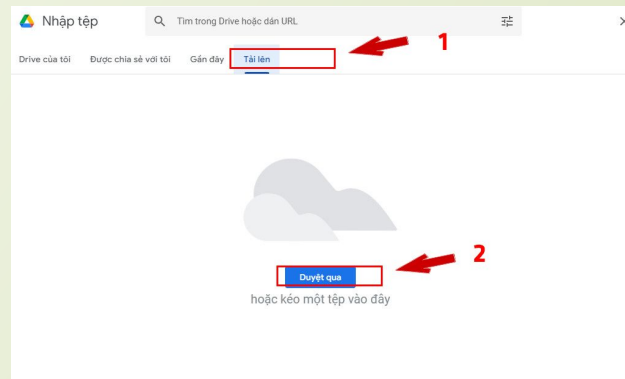 Nhập tệp
Tìm trong Drive hoặc dán URL
1
Drive của tôi Được chia sẻ với tôi Gần đây Tải lên
2
Duyệt qua
hoặc kéo một tệp vào đây